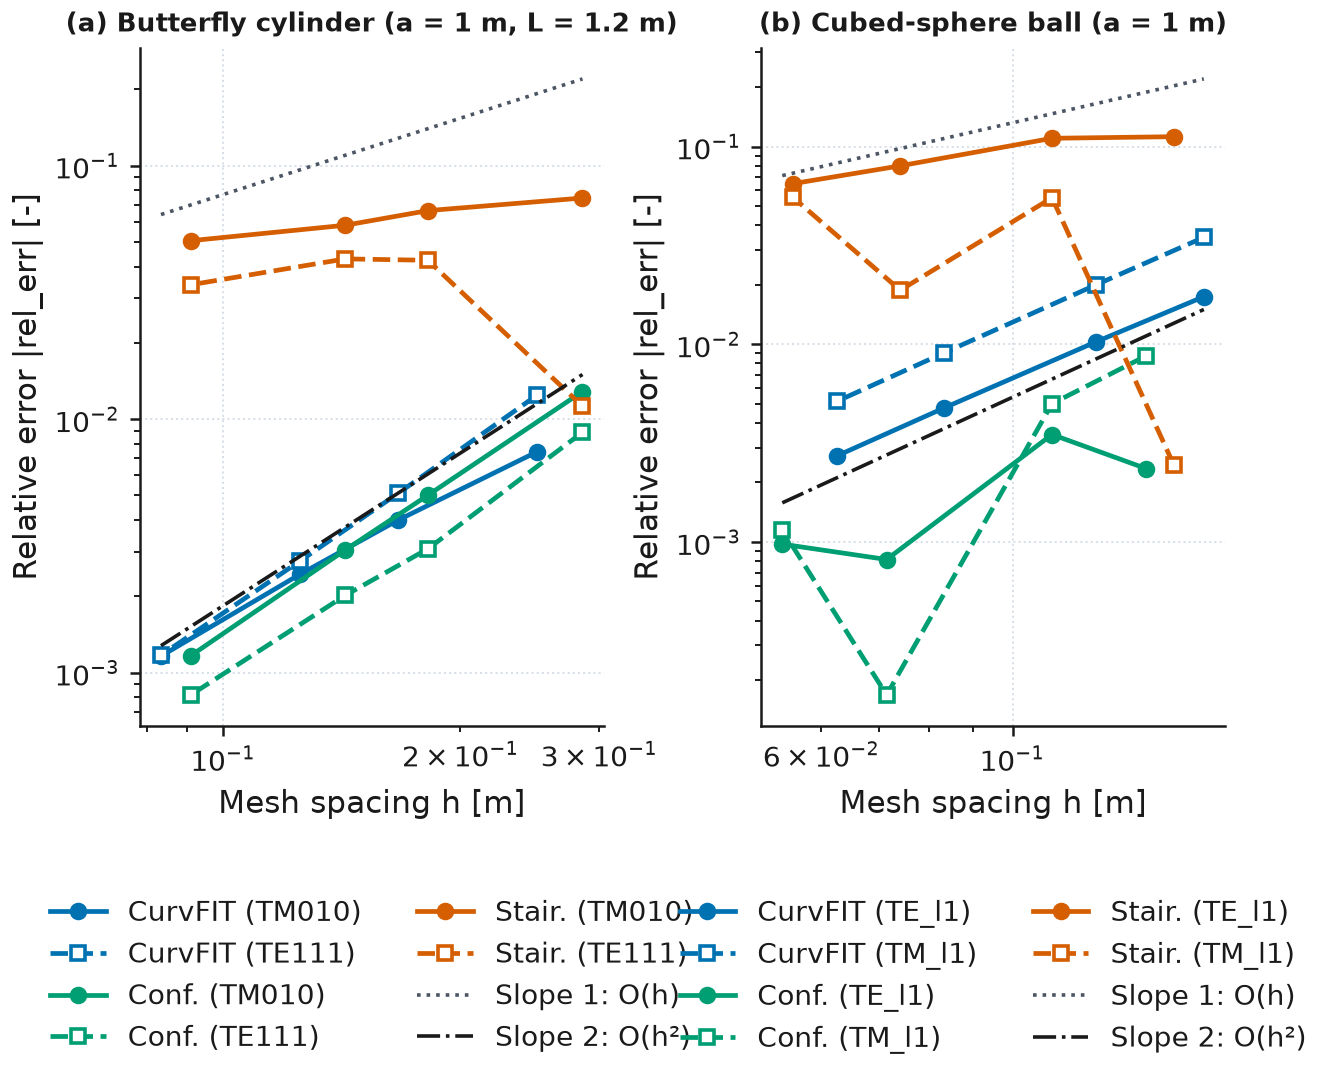 (a) Butterfly cylinder (a = 1 m, L = 1.2 m)
(b) Cubed-sphere ball (a = 1 m)
Relative error |rel_err| [-]
10⁻¹
10⁻²
10⁻³
10⁻¹
2 × 10⁻¹
3 × 10⁻¹
Mesh spacing h [m]
Relative error |rel_err| [-]
10⁻¹
10⁻²
10⁻³
6 × 10⁻²
10⁻¹
Mesh spacing h [m]
CurvFIT (TM010)
CurvFIT (TE111)
Conf. (TM010)
Conf. (TE111)
Stair. (TM010)
Stair. (TE111)
Slope 1: O(h)
Slope 2: O(h²)
CurvFIT (TE_l1)
CurvFIT (TM_l1)
Conf. (TE_l1)
Conf. (TM_l1)
Stair. (TE_l1)
Stair. (TM_l1)
Slope 1: O(h)
Slope 2: O(h²)